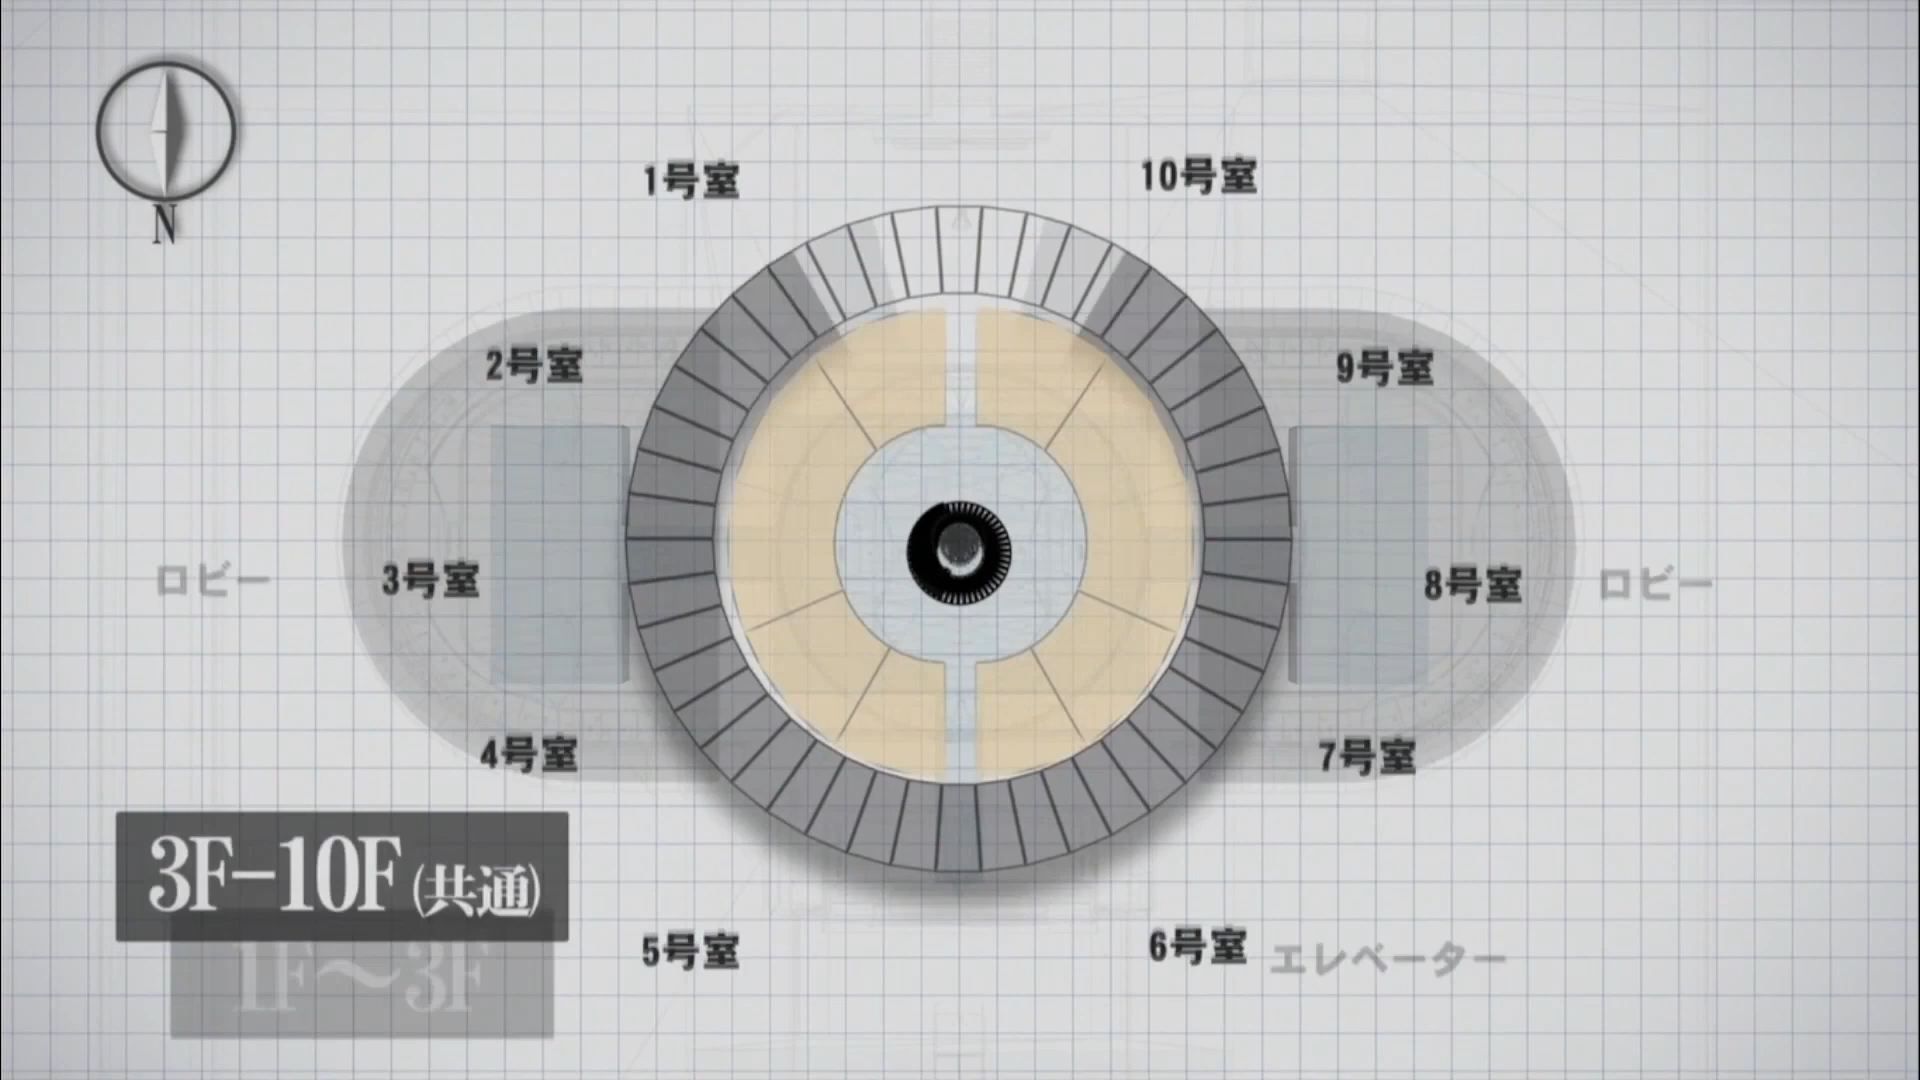 N
1号室
10号室
2号室
9号室
3号室
8号室
ロビー
ロビー
4号室
7号室
3F-10F (共通)
1F～3F
5号室
6号室
エレベーター